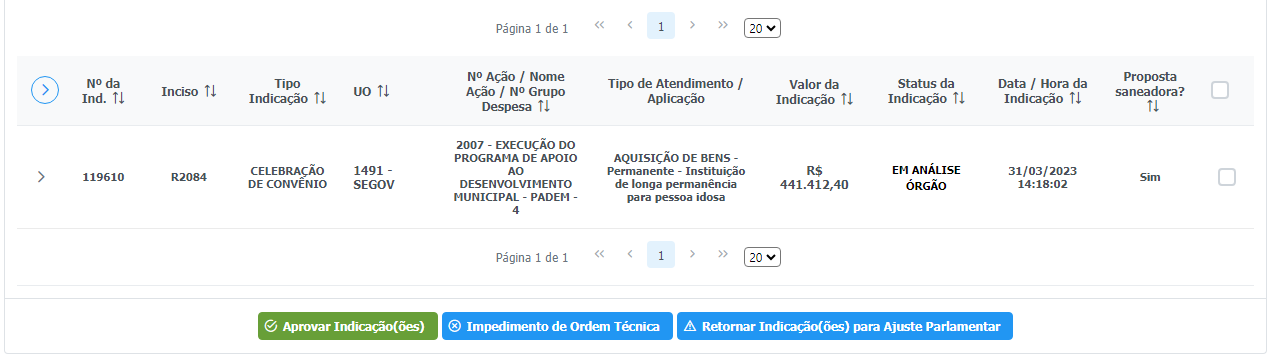 Página 1 de 1 << < 1 > >> 20
Nº da Ind.
Inciso
Tipo Indicação
UO
Nº Ação / Nome Ação / Nº Grupo Despesa
Tipo de Atendimento / Aplicação
Valor da Indicação
Status da Indicação
Data / Hora da Indicação
Proposta saneadora?
119610
R2084
CELEBRAÇÃO
DE CONVÊNIO
1491 -
SEGOV
2007 - EXECUÇÃO DO
PROGRAMA DE APOIO
AO
DESENVOLVIMENTO
MUNICIPAL - PADEM -
4
AQUISIÇÃO DE BENS -
Permanente - Instituição
de longa permanência
para pessoa idosa
R$
441.412,40
EM ANÁLISE
ÓRGÃO
31/03/2023
14:18:02
Sim
Página 1 de 1 << < 1 > >> 20
Aprovar Indicação(ões)
Impedimento de Ordem Técnica
Retornar Indicação(ões) para Ajuste Parlamentar